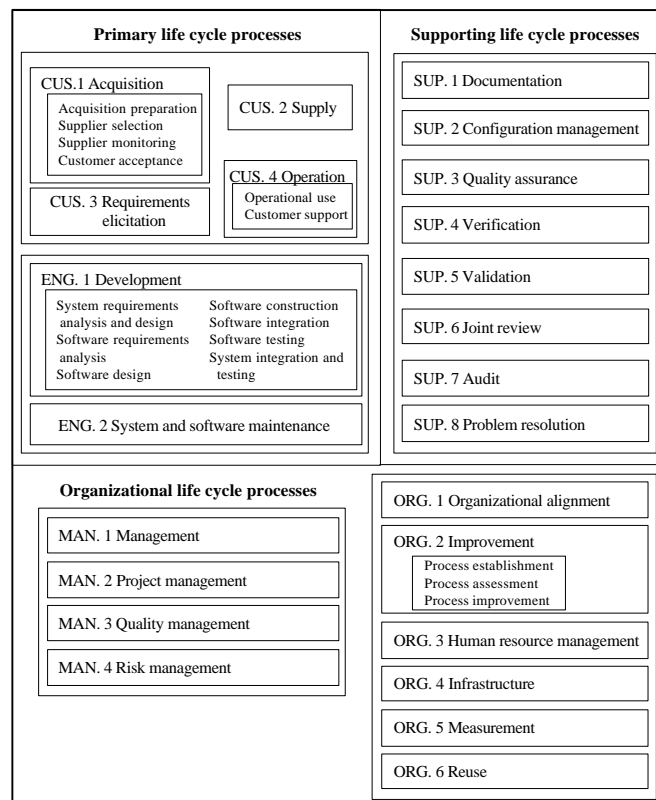 Primary life cycle processes
CUS.1 Acquisition
Acquisition preparation
Supplier selection
Supplier monitoring
Customer acceptance
CUS. 2 Supply
CUS. 3 Requirements
elicitation
CUS. 4 Operation
Operational use
Customer support
ENG. 1 Development
System requirements
analysis and design
Software requirements
analysis
Software design
Software construction
Software integration
Software testing
System integration and
testing
ENG. 2 System and software maintenance
Supporting life cycle processes
SUP. 1 Documentation
SUP. 2 Configuration management
SUP. 3 Quality assurance
SUP. 4 Verification
SUP. 5 Validation
SUP. 6 Joint review
SUP. 7 Audit
SUP. 8 Problem resolution
Organizational life cycle processes
MAN. 1 Management
MAN. 2 Project management
MAN. 3 Quality management
MAN. 4 Risk management
ORG. 1 Organizational alignment
ORG. 2 Improvement
Process establishment
Process assessment
Process improvement
ORG. 3 Human resource management
ORG. 4 Infrastructure
ORG. 5 Measurement
ORG. 6 Reuse